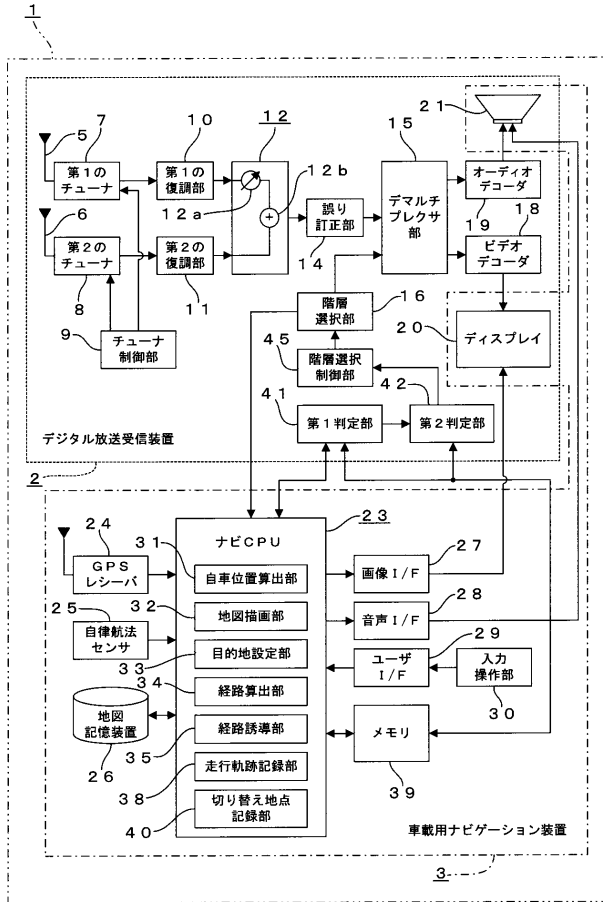 1
5
7
第1の
チューナ
10
第1の
復調部
12
12a
12b
15
デマルチ
プレクサ
部
21
オーディオ
デコーダ
19
18
ビデオ
デコーダ
6
第2の
チューナ
8
第2の
復調部
11
誤り
訂正部
14
9
チューナ
制御部
階層
選択部
16
20
ディスプレイ
45
階層選択
制御部
41
42
第1判定部
第2判定部
デジタル放送受信装置
2
24
GPS
レシーバ
25
自律航法
センサ
地図
記憶装置
26
ナビCPU
23
31
自車位置算出部
32
地図描画部
33
目的地設定部
34
経路算出部
35
経路誘導部
38
走行軌跡記録部
40
切り替え地点
記録部
27
画像I/F
28
音声I/F
29
ユーザ
I/F
入力
操作部
30
メモリ
39
車載用ナビゲーション装置
3